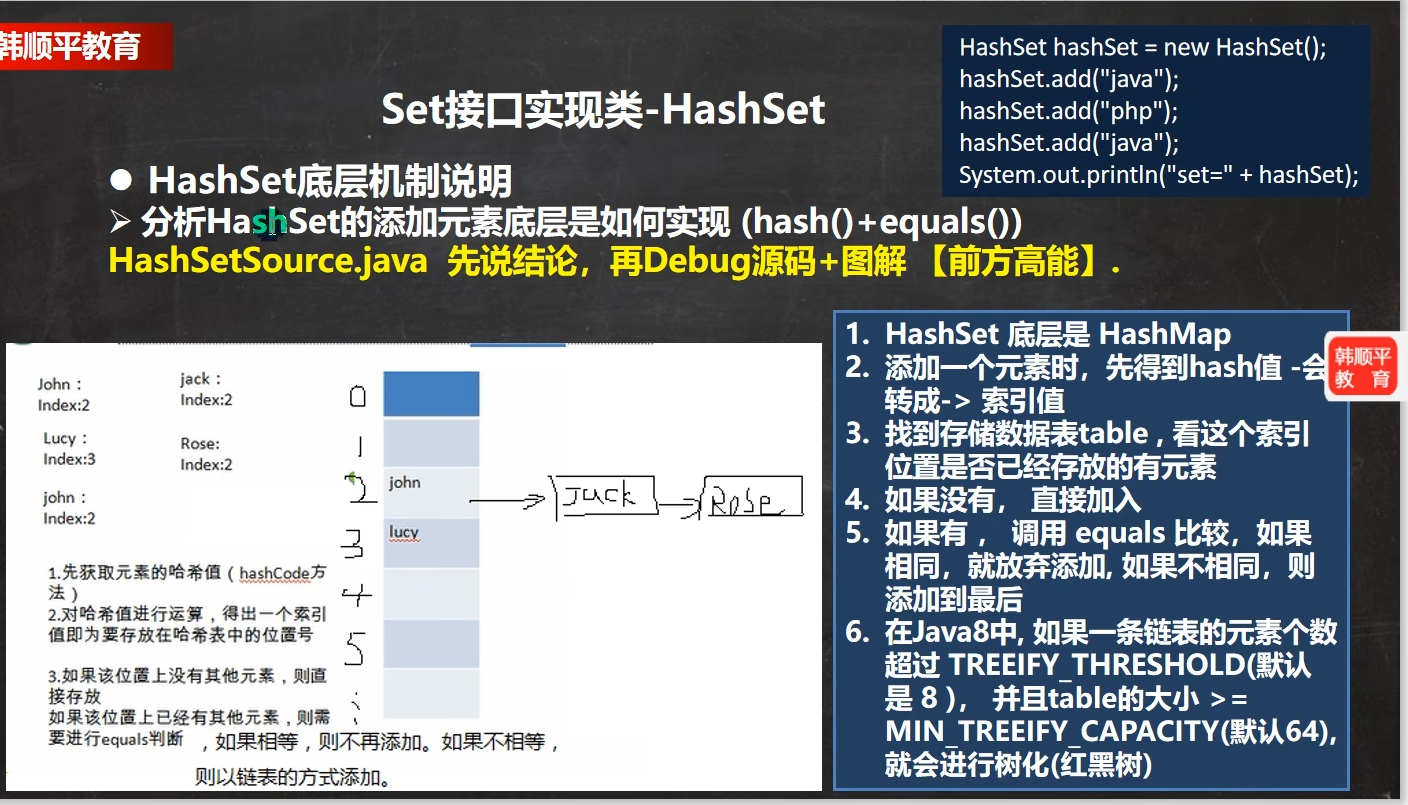 韩顺平教育
HashSet hashSet = new HashSet();
hashSet.add("java");
hashSet.add("php");
hashSet.add("java");
System.out.println("set=" + hashSet);
Set接口实现类-HashSet
● HashSet底层机制说明
➢ 分析HashSet的添加元素底层是如何实现 (hash()+equals())
HashSetSource.java 先说结论，再Debug源码+图解 【前方高能】.
John：
Index:2
jack：
Index:2
Lucy：
Index:3
Rose:
Index:2
john：
Index:2
0
1
2
3
4
5
john
lucy
Jack
Rose
1.先获取元素的哈希值（hashCode方
法）
2.对哈希值进行运算，得出一个索引
值即为要存放在哈希表中的位置号
3.如果该位置上没有其他元素，则直
接存放
如果该位置上已经有其他元素，则需
要进行equals判断 ，如果相等，则不再添加。如果不相等，
则以链表的方式添加。
1. HashSet 底层是 HashMap
2. 添加一个元素时，先得到hash值 -会
转成-> 索引值
3. 找到存储数据表table , 看这个索引
位置是否已经存放的有元素
4. 如果没有， 直接加入
5. 如果有 ， 调用 equals 比较，如果
相同，就放弃添加, 如果不相同，则
添加到最后
6. 在Java8中, 如果一条链表的元素个数
超过 TREEIFY_THRESHOLD(默认
是 8 )， 并且table的大小 >=
MIN_TREEIFY_CAPACITY(默认64),
就会进行树化(红黑树)
韩顺平
教 育